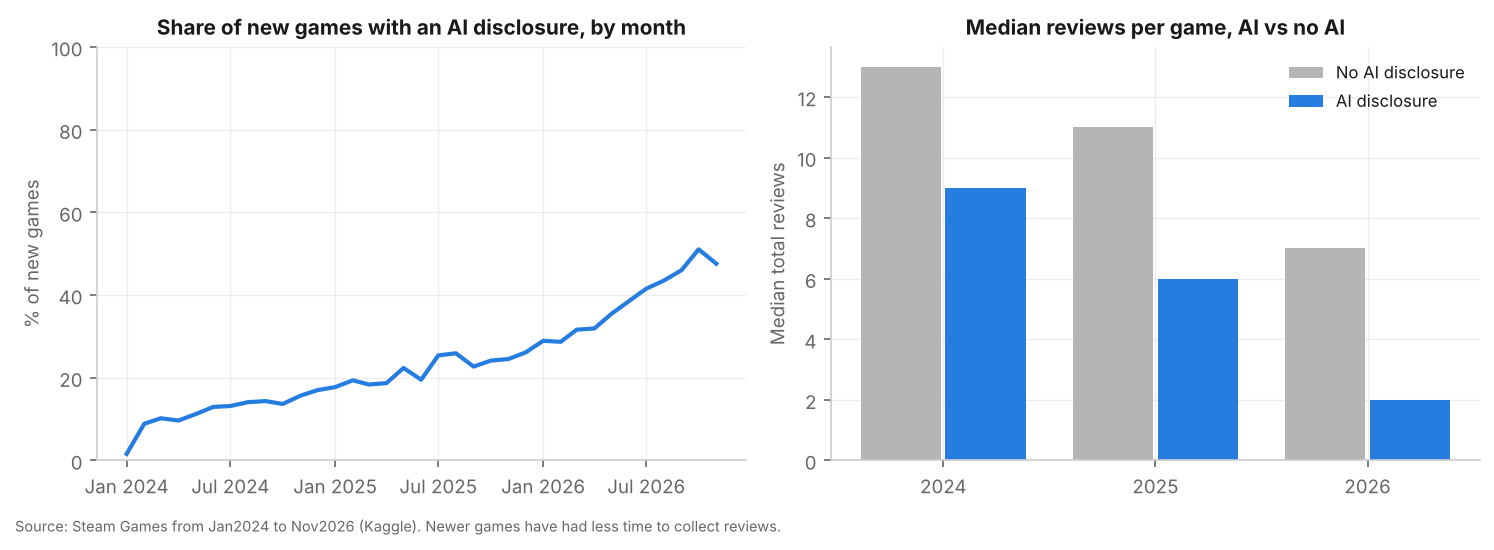 Share of new games with an AI disclosure, by month
100
80
60
40
20
0
% of new games
Jan 2024 Jul 2024 Jan 2025 Jul 2025 Jan 2026 Jul 2026
Median reviews per game, AI vs no AI
No AI disclosure
AI disclosure
12
10
8
6
4
2
0
Median total reviews
2024 2025 2026
Source: Steam Games from Jan2024 to Nov2026 (Kaggle). Newer games have had less time to collect reviews.